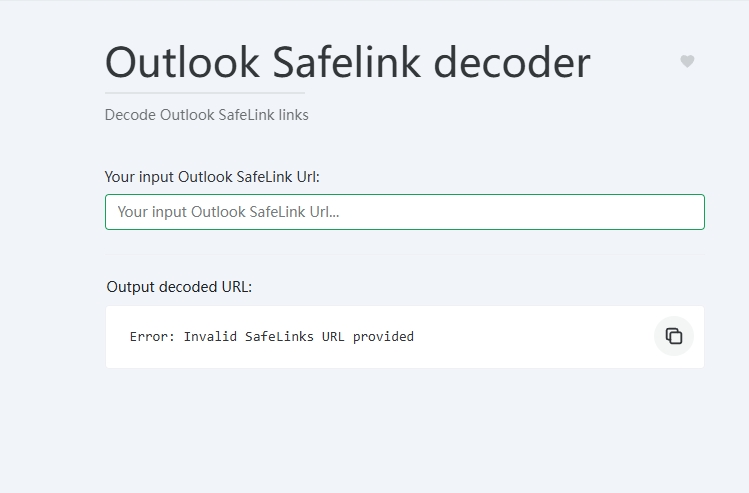 Outlook Safelink decoder
Decode Outlook SafeLink links
Your input Outlook SafeLink Url:
Your input Outlook SafeLink Url...
Output decoded URL:
Error: Invalid SafeLinks URL provided